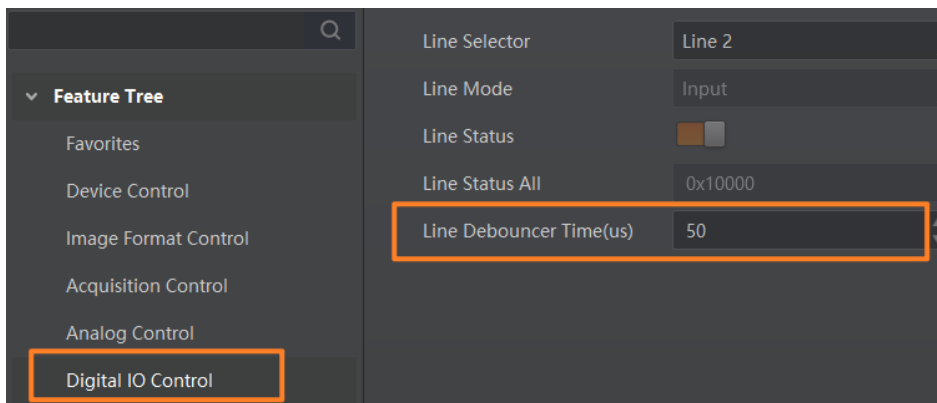 Feature Tree
Favorites
Device Control
Image Format Control
Acquisition Control
Analog Control
Digital IO Control
Line Selector Line 2
Line Mode Input
Line Status
Line Status All 0x10000
Line Debouncer Time(us) 50